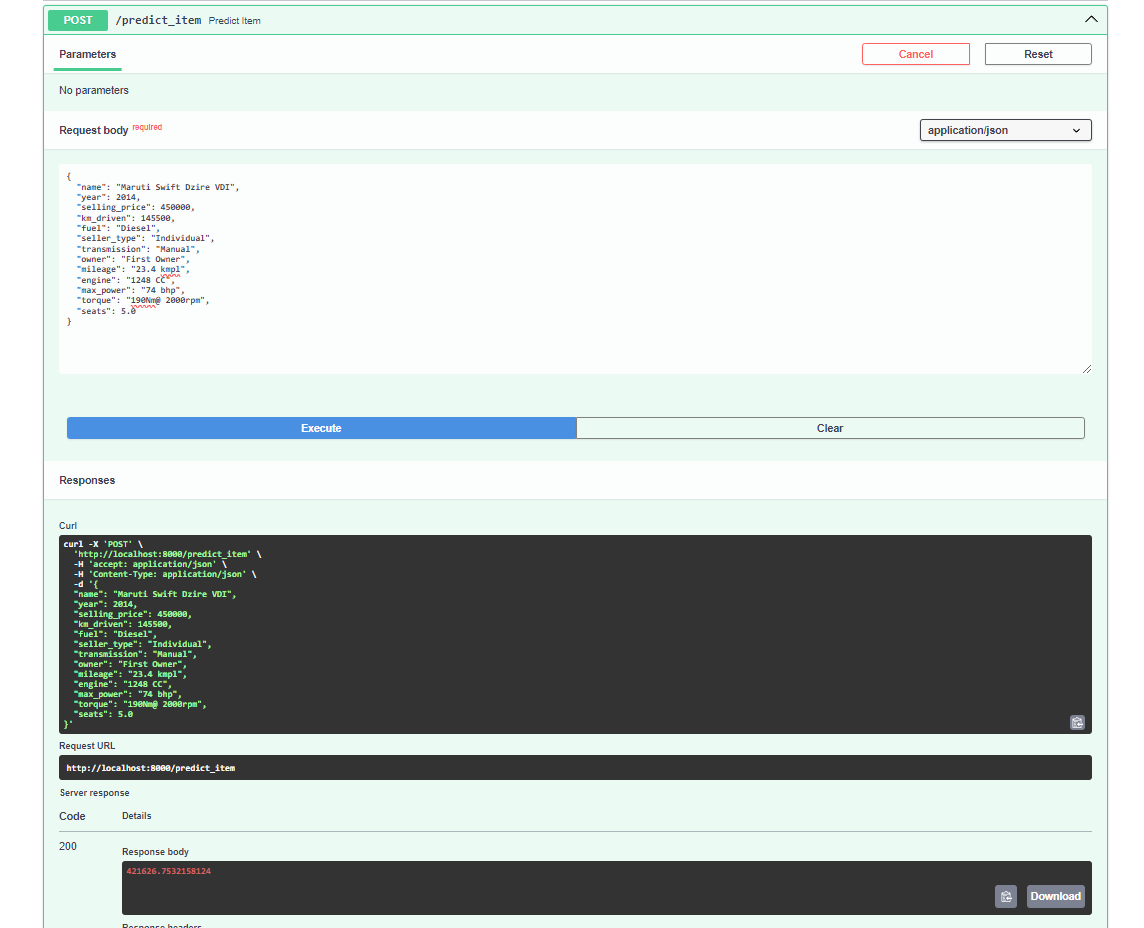 POST /predict_item Predict Item
Parameters
Cancel
Reset
No parameters
Request body required
application/json
{
"name": "Maruti Swift Dzire VDI",
"year": 2014,
"selling_price": 450000,
"km_driven": 145500,
"fuel": "Diesel",
"seller_type": "Individual",
"transmission": "Manual",
"owner": "First Owner",
"mileage": "23.4 kmpl",
"engine": "1248 CC",
"max_power": "74 bhp",
"torque": "190Nm@ 2000rpm",
"seats": 5.0
}
Execute
Clear
Responses
Curl
curl -X 'POST' \
'http://localhost:8000/predict_item' \
-H 'accept: application/json' \
-H 'Content-Type: application/json' \
-d '{
"name": "Maruti Swift Dzire VDI",
"year": 2014,
"selling_price": 450000,
"km_driven": 145500,
"fuel": "Diesel",
"seller_type": "Individual",
"transmission": "Manual",
"owner": "First Owner",
"mileage": "23.4 kmpl",
"engine": "1248 CC",
"max_power": "74 bhp",
"torque": "190Nm@ 2000rpm",
"seats": 5.0
}'
Request URL
http://localhost:8000/predict_item
Server response
Code Details
200
Response body
421626.7532158124
Download
Response headers